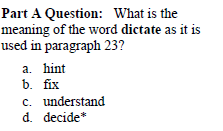 Part A Question:   What is the
meaning of the word dictate as it is
used in paragraph 23?
a.   hint
b.   fix
c.   understand
d.   decide*